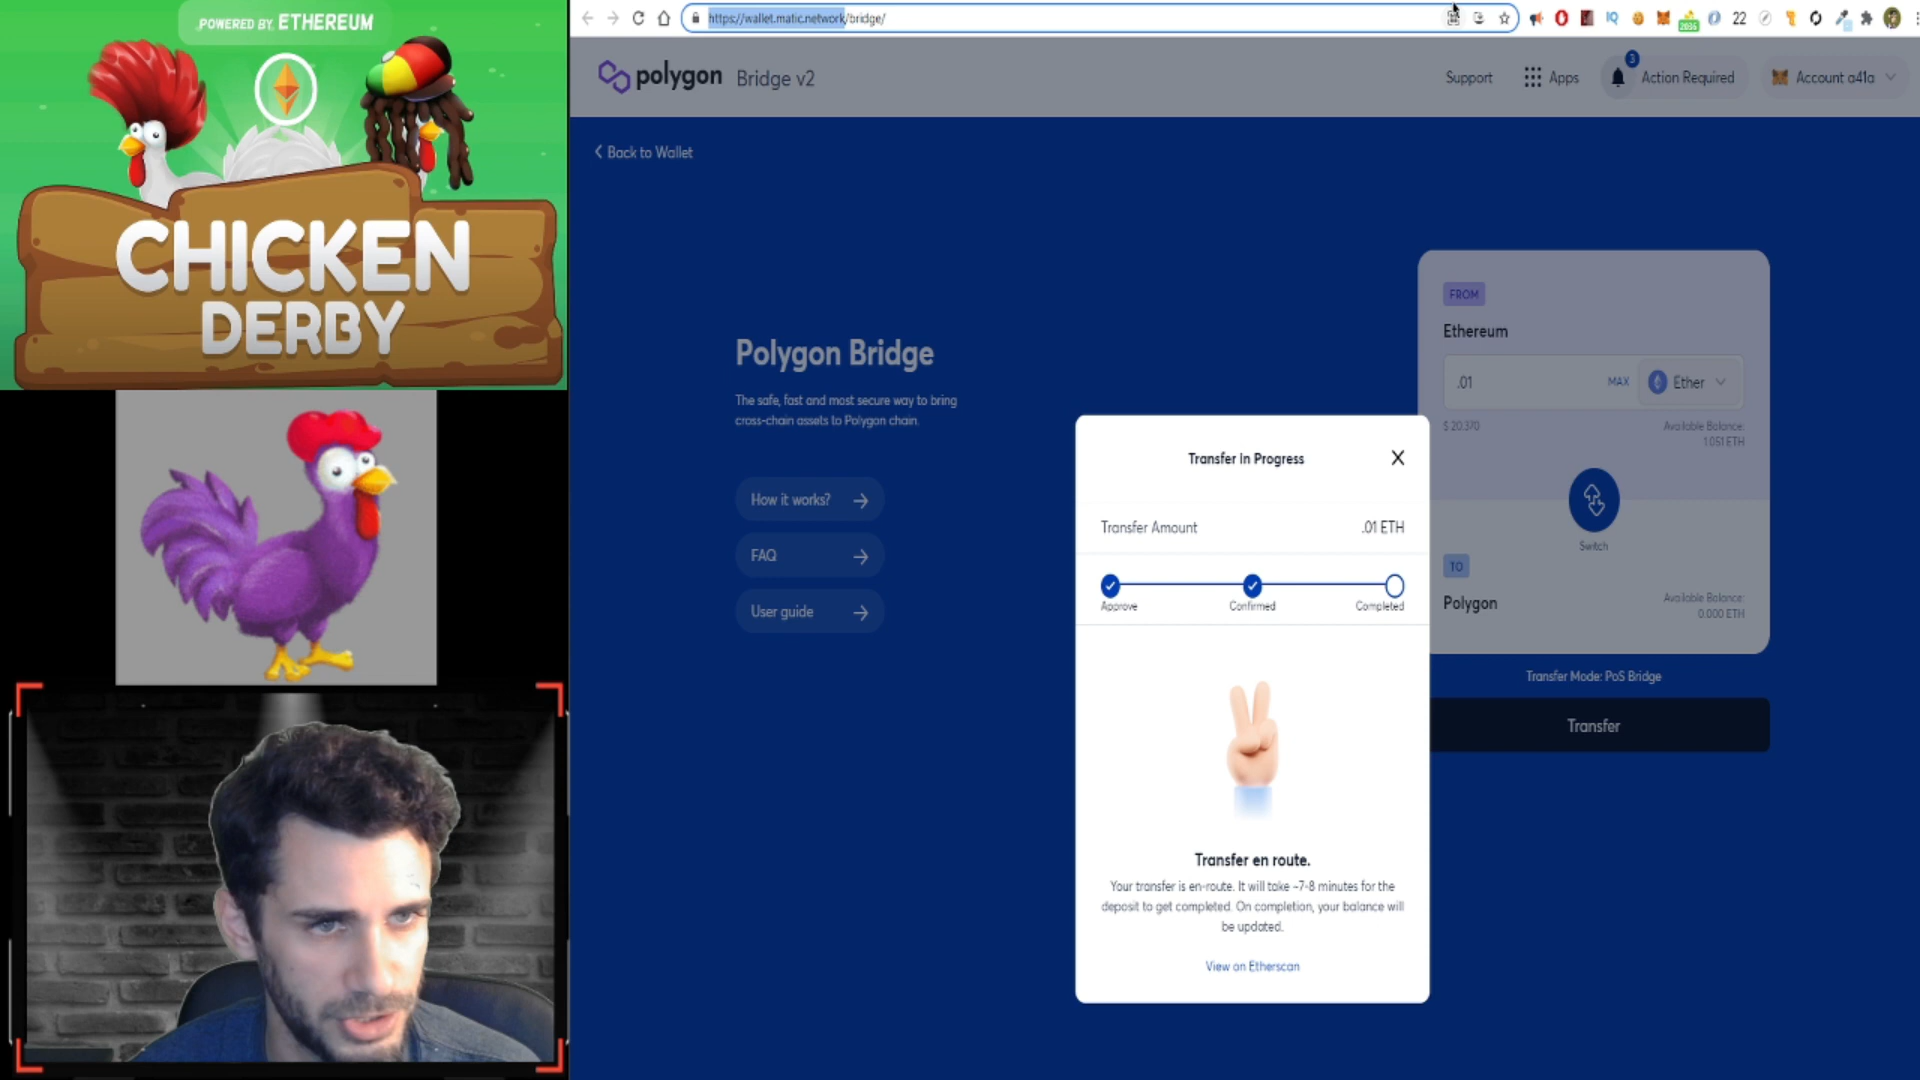 POWERED BY ETHEREUM
CHICKEN
DERBY
https://wallet.matic.network/bridge/
22
2035
polygon Bridge v2
Support
Apps
3
Action Required
Account a41a
Back to Wallet
Polygon Bridge
The safe, fast and most secure way to bring
cross-chain assets to Polygon chain.
How it works?
FAQ
User guide
FROM
Ethereum
.01
MAX
Ether
$ 20.370
Available Balance:
1.051 ETH
Switch
TO
Polygon
Available Balance:
0.000 ETH
Transfer Mode: PoS Bridge
Transfer
Transfer In Progress
X
Transfer Amount
.01 ETH
Approve
Confirmed
Completed
Transfer en route.
Your transfer is en-route. It will take ~7-8 minutes for the
deposit to get completed. On completion, your balance will
be updated.
View on Etherscan